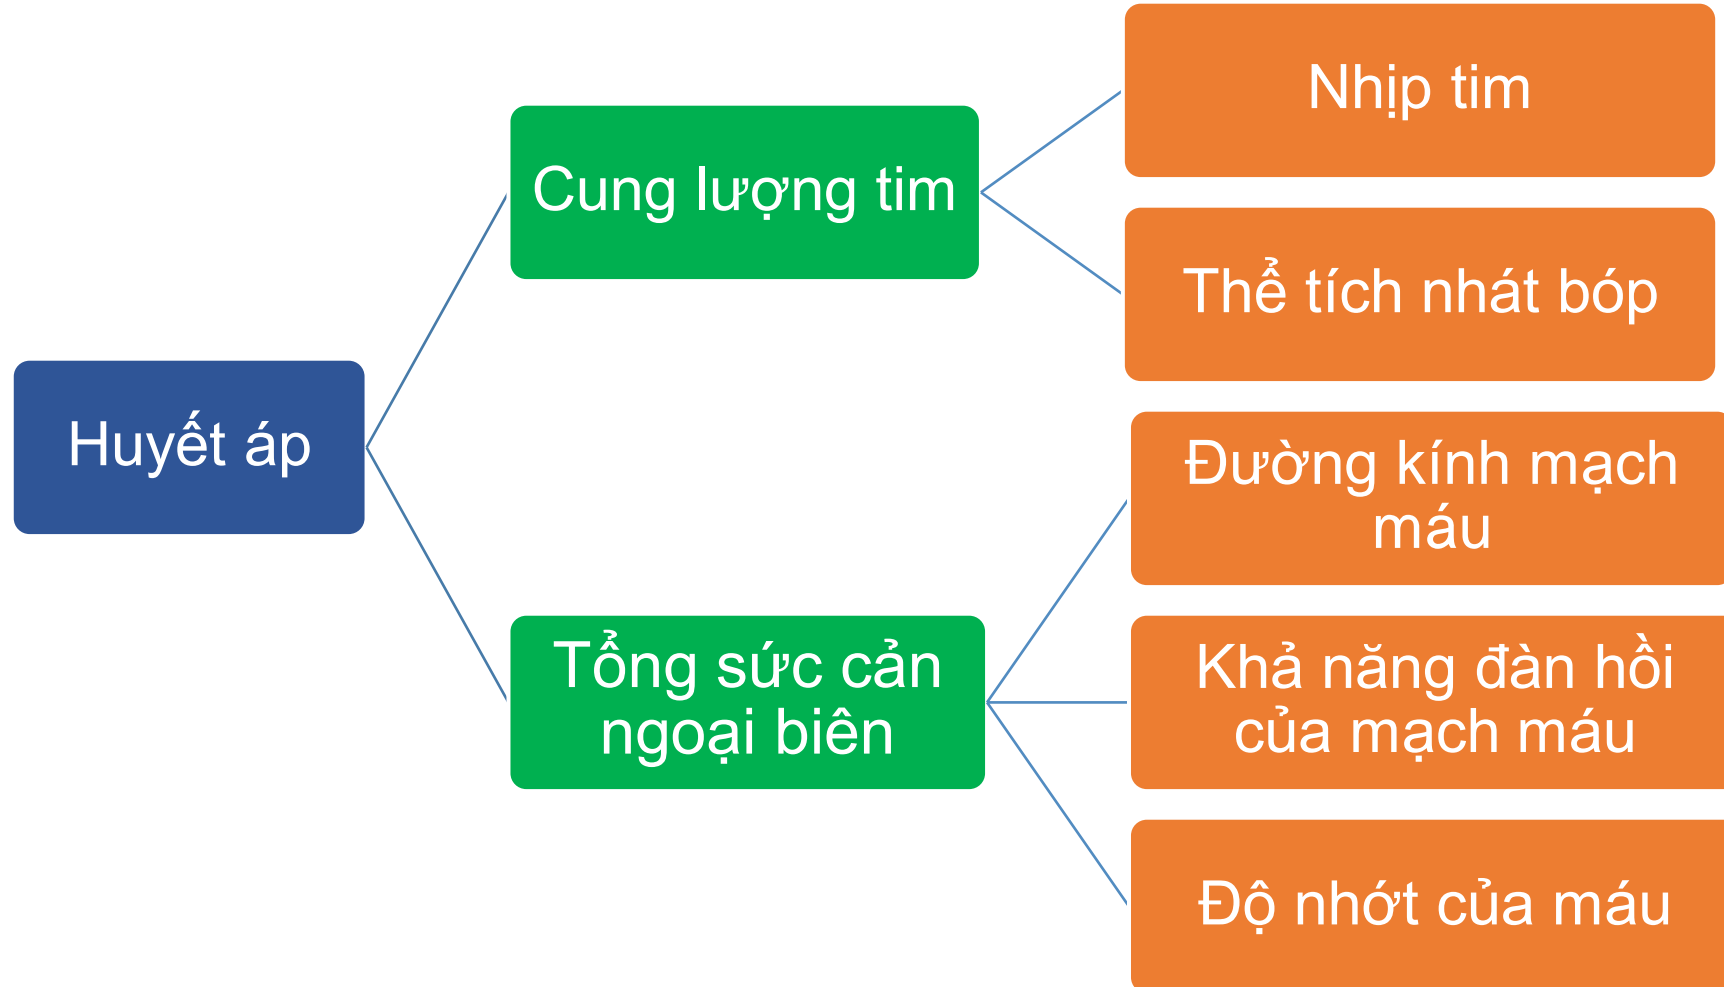 Huyết áp
Cung lượng tim
Tổng sức cản
ngoại biên
Nhịp tim
Thể tích nhát bóp
Đường kính mạch
máu
Khả năng đàn hồi
của mạch máu
Độ nhớt của máu